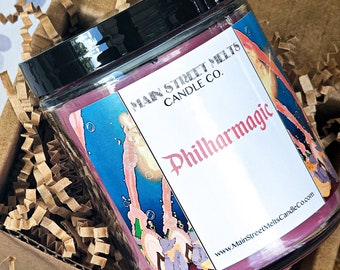 MAIN STREET MELTS
CANDLE CO.
Philharmagic
www.MainStreetMeltsCandleCo.com